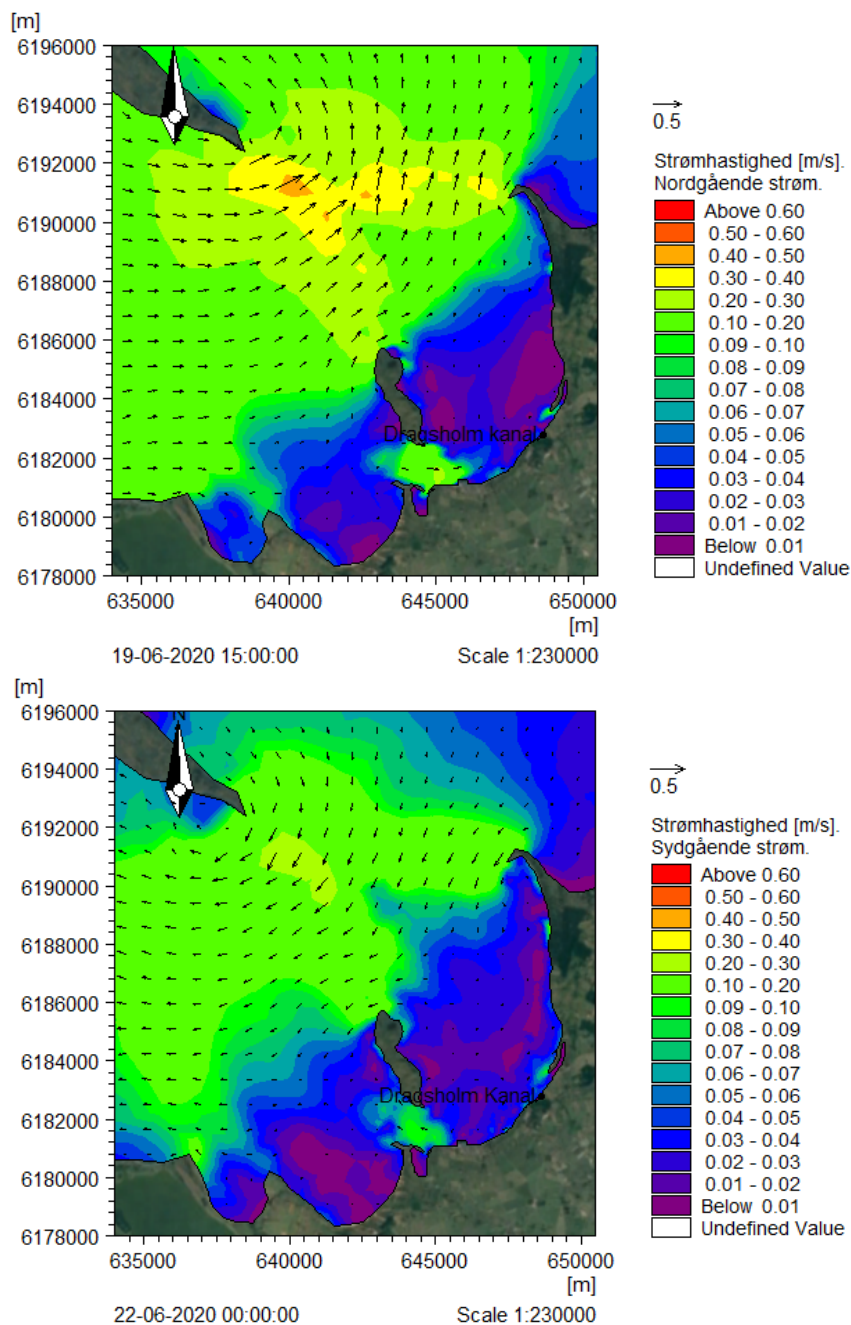 [m]
6196000
6194000
6192000
6190000
6188000
6186000
6184000
6182000
6180000
6178000
Dragsholm kanal
635000 640000 645000 650000
[m]
19-06-2020 15:00:00 Scale 1:230000
0.5
Strømhastighed [m/s].
Nordgående strøm.
Above 0.60
0.50 - 0.60
0.40 - 0.50
0.30 - 0.40
0.20 - 0.30
0.10 - 0.20
0.09 - 0.10
0.08 - 0.09
0.07 - 0.08
0.06 - 0.07
0.05 - 0.06
0.04 - 0.05
0.03 - 0.04
0.02 - 0.03
0.01 - 0.02
Below 0.01
Undefined Value
[m]
6196000
6194000
6192000
6190000
6188000
6186000
6184000
6182000
6180000
6178000
N
Dragsholm Kanal
635000 640000 645000 650000
[m]
22-06-2020 00:00:00 Scale 1:230000
0.5
Strømhastighed [m/s].
Sydgående strøm.
Above 0.60
0.50 - 0.60
0.40 - 0.50
0.30 - 0.40
0.20 - 0.30
0.10 - 0.20
0.09 - 0.10
0.08 - 0.09
0.07 - 0.08
0.06 - 0.07
0.05 - 0.06
0.04 - 0.05
0.03 - 0.04
0.02 - 0.03
0.01 - 0.02
Below 0.01
Undefined Value